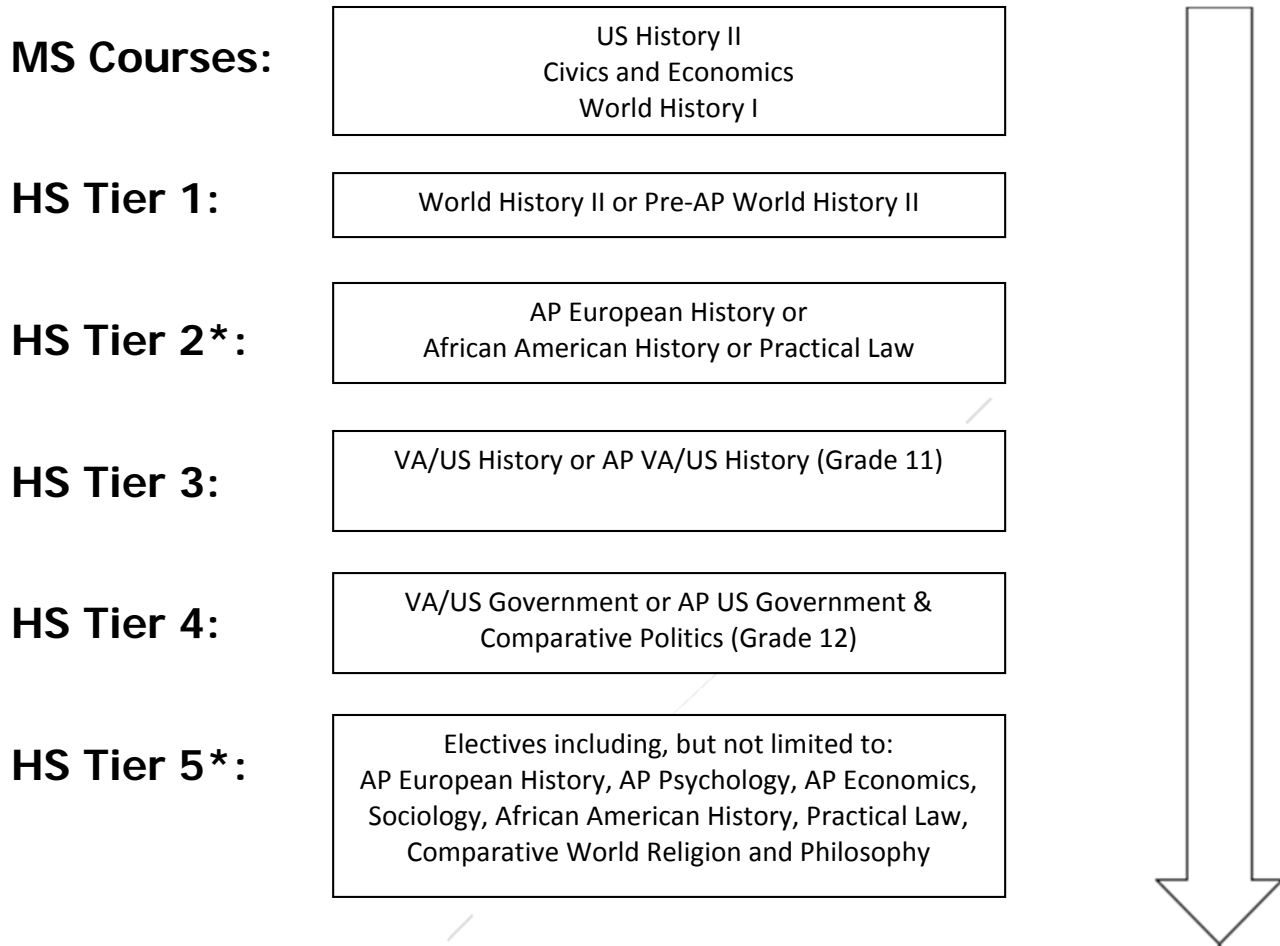 MS Courses:
US History II
Civics and Economics
World History I
HS Tier 1:
World History II or Pre-AP World History II
HS Tier 2*:
AP European History or
African American History or Practical Law
HS Tier 3:
VA/US History or AP VA/US History (Grade 11)
HS Tier 4:
VA/US Government or AP US Government &
Comparative Politics (Grade 12)
HS Tier 5*:
Electives including, but not limited to:
AP European History, AP Psychology, AP Economics,
Sociology, African American History, Practical Law,
Comparative World Religion and Philosophy